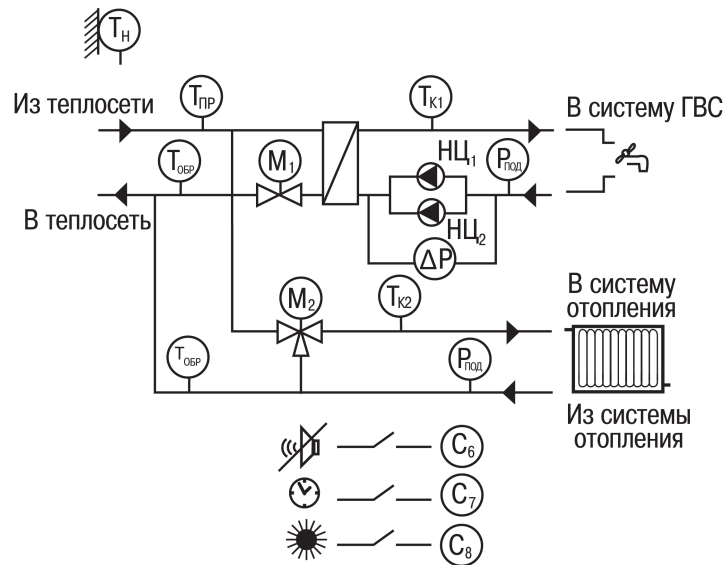 Tн
Из теплосети
Tпр
Tк1
В систему ГВС
Tобр
M1
НЦ1
Pпод
В теплосеть
НЦ2
ΔP
M2
Tк2
В систему
отопления
Tобр
Pпод
Из системы
отопления
C6
C7
C8